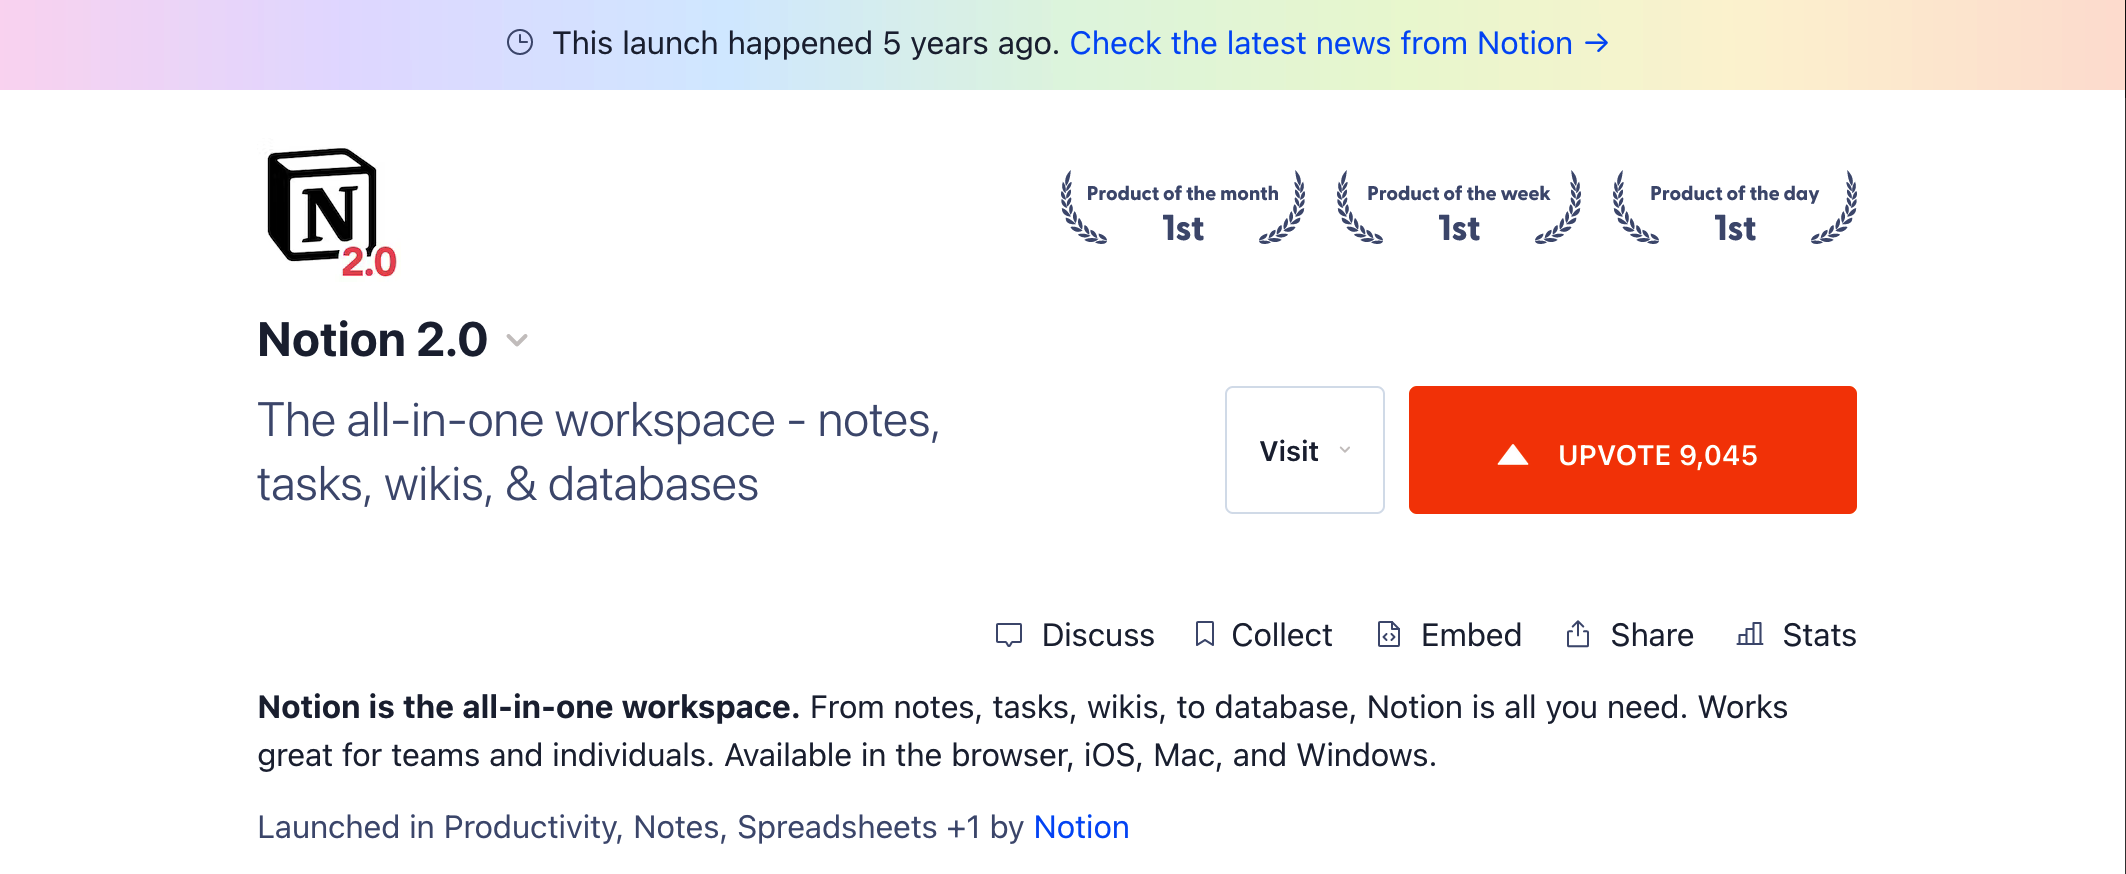 This launch happened 5 years ago. Check the latest news from Notion →
N
2.0
Product of the month
1st
Product of the week
1st
Product of the day
1st
Notion 2.0
The all-in-one workspace - notes,
tasks, wikis, & databases
Visit
UPVOTE 9,045
Discuss
Collect
Embed
Share
Stats
Notion is the all-in-one workspace. From notes, tasks, wikis, to database, Notion is all you need. Works
great for teams and individuals. Available in the browser, iOS, Mac, and Windows.
Launched in Productivity, Notes, Spreadsheets +1 by Notion